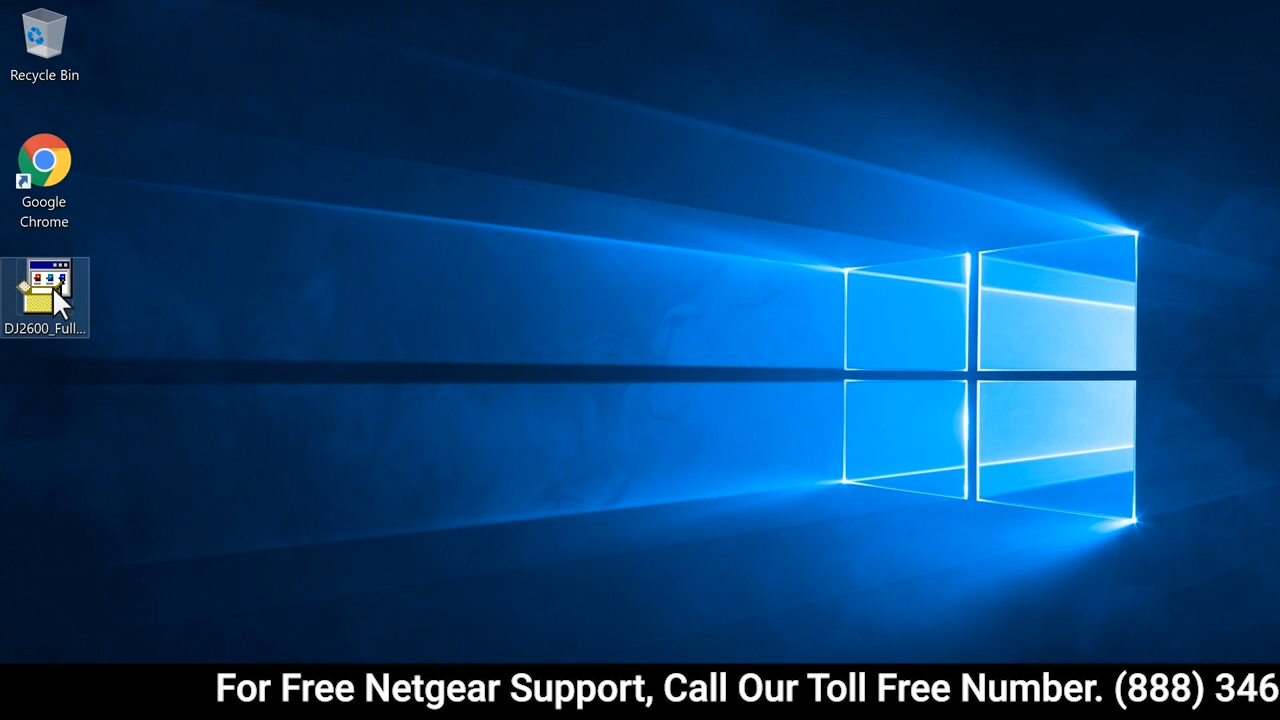 Recycle Bin
Google
Chrome
DJ2600_Full...
For Free Netgear Support, Call Our Toll Free Number. (888) 346